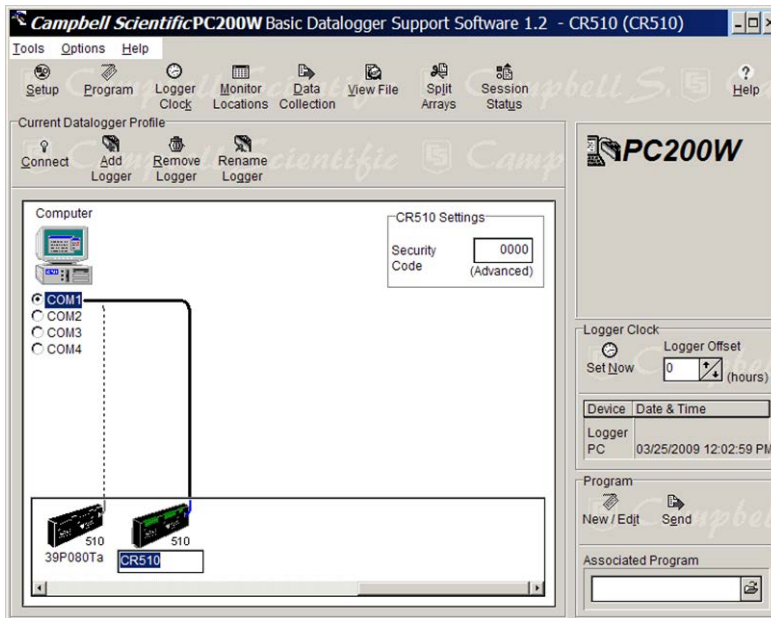 Campbell Scientific PC200W Basic Datalogger Support Software 1.2 - CR510 (CR510)
Tools Options Help
Setup Program Logger Clock Monitor Locations Data Collection View File Split Arrays Session Status Help
Current Datalogger Profile
Connect Add Logger Remove Logger Rename Logger
PC200W
Computer
CR510 Settings
Security Code 0000
(Advanced)
COM1
COM2
COM3
COM4
510
39P080Ta
510
CR510
Logger Clock
Set Now
Logger Offset
0 (hours)
Device Date & Time
Logger
PC 03/25/2009 12:02:59 PM
Program
New / Edit Send
Associated Program